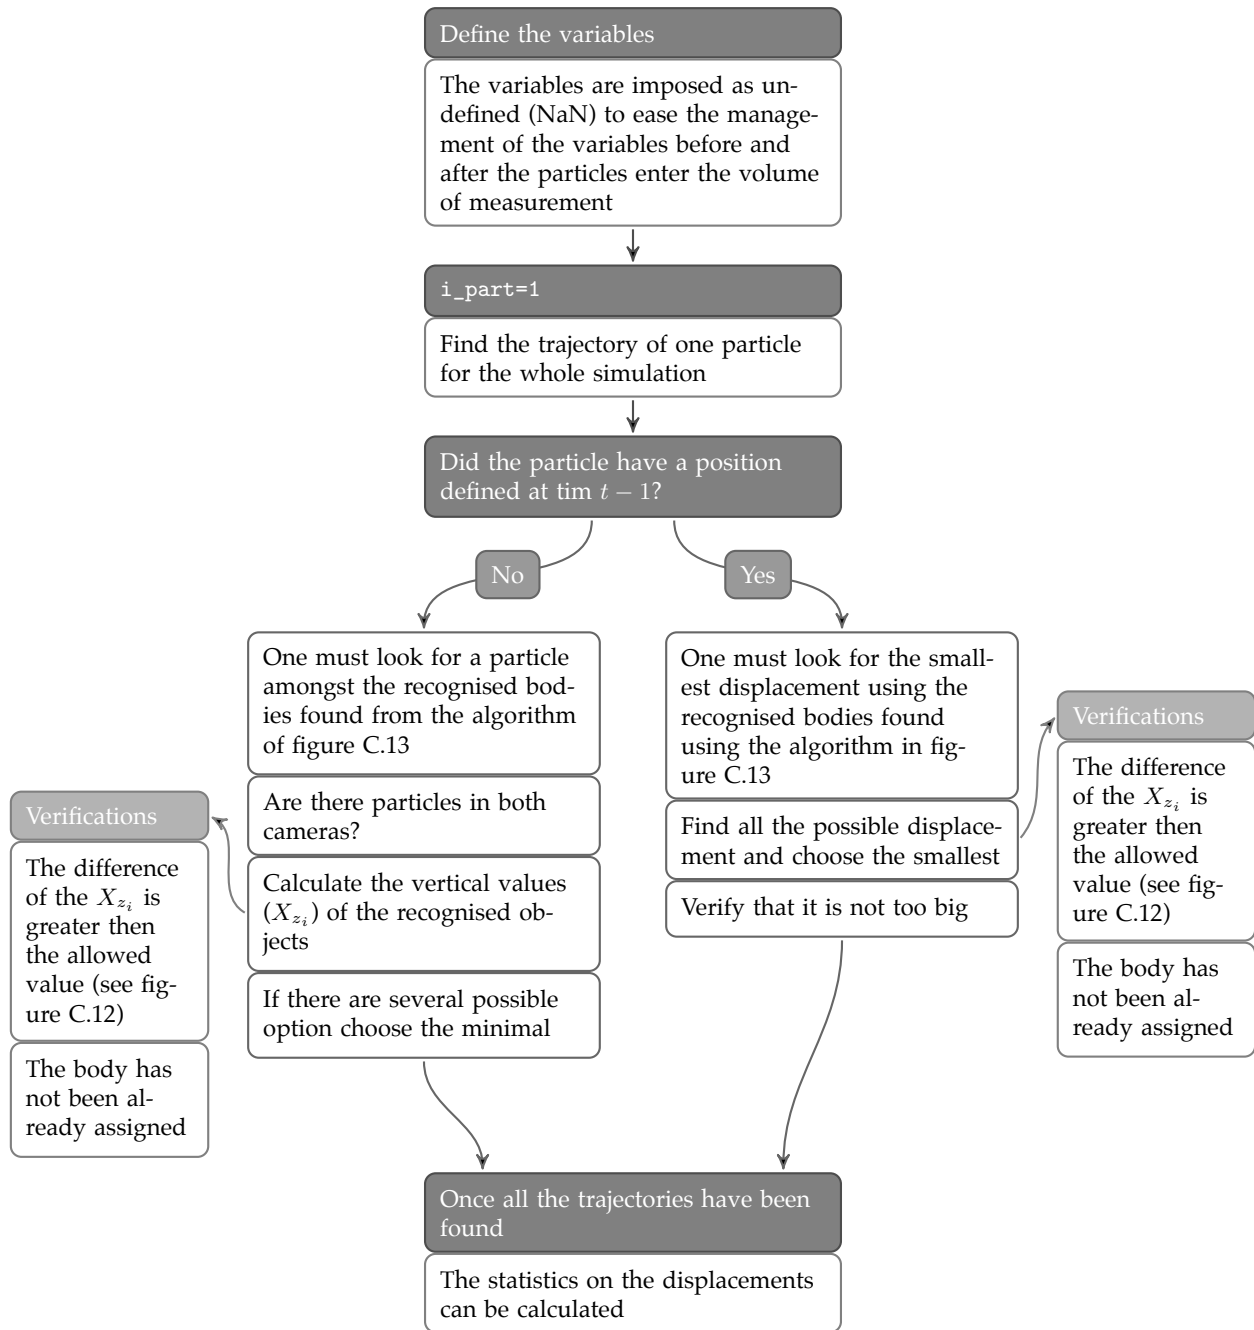 Define the variables
The variables are imposed as un-
defined (NaN) to ease the manage-
ment of the variables before and
after the particles enter the volume
of measurement
i_part=1
Find the trajectory of one particle
for the whole simulation
Did the particle have a position
defined at tim t − 1?
No
Yes
One must look for a particle
amongst the recognised bod-
ies found from the algorithm
of figure C.13
Are there particles in both
cameras?
Calculate the vertical values
(X_{z_i}) of the recognised ob-
jects
If there are several possible
option choose the minimal
Verifications
The difference
of the X_{z_i} is
greater then
the allowed
value (see fig-
ure C.12)
The body has
not been al-
ready assigned
One must look for the small-
est displacement using the
recognised bodies found
using the algorithm in fig-
ure C.13
Find all the possible displace-
ment and choose the smallest
Verify that it is not too big
Verifications
The difference
of the X_{z_i} is
greater then
the allowed
value (see fig-
ure C.12)
The body has
not been al-
ready assigned
Once all the trajectories have been
found
The statistics on the displacements
can be calculated